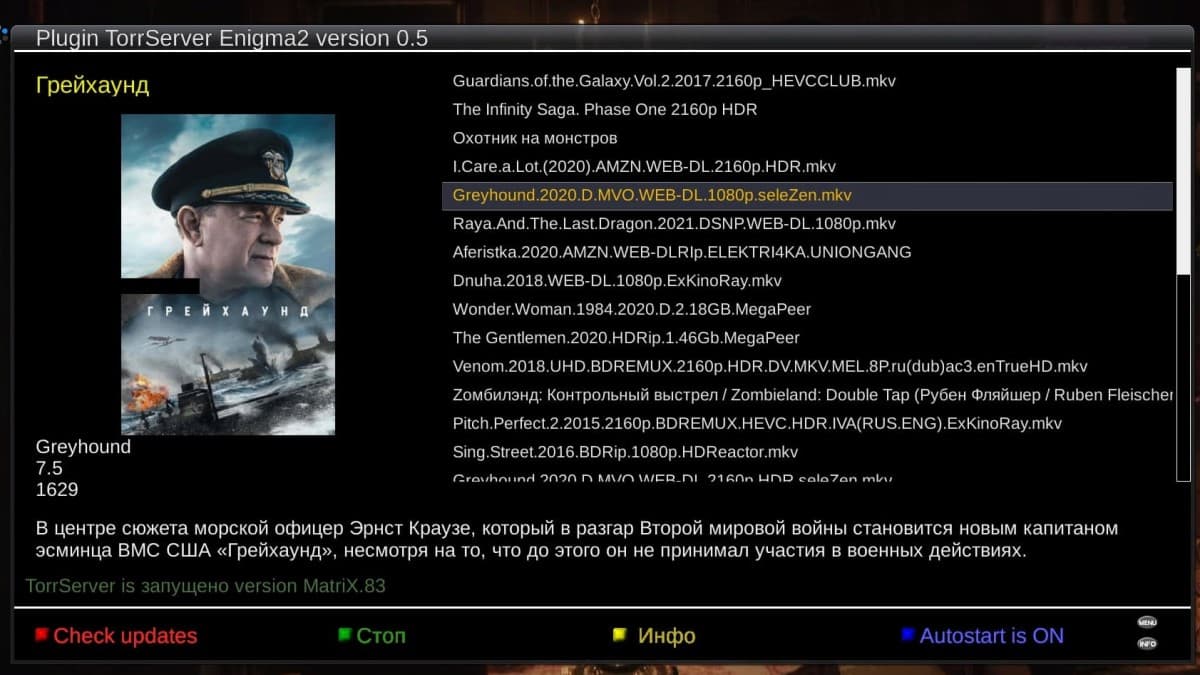 Plugin TorrServer Enigma2 version 0.5
Грейхаунд
ГРЕЙХАУНД
Greyhound
7.5
1629
Guardians.of.the.Galaxy.Vol.2.2017.2160p_HEVCCLUB.mkv
The Infinity Saga. Phase One 2160p HDR
Охотник на монстров
I.Care.a.Lot.(2020).AMZN.WEB-DL.2160p.HDR.mkv
Greyhound.2020.D.MVO.WEB-DL.1080p.seleZen.mkv
Raya.And.The.Last.Dragon.2021.DSNP.WEB-DL.1080p.mkv
Aferistka.2020.AMZN.WEB-DLRIp.ELEKTRI4KA.UNIONGANG
Dnuha.2018.WEB-DL.1080p.ExKinoRay.mkv
Wonder.Woman.1984.2020.D.2.18GB.MegaPeer
The Gentlemen.2020.HDRip.1.46Gb.MegaPeer
Venom.2018.UHD.BDREMUX.2160p.HDR.DV.MKV.MEL.8P.ru(dub)ac3.enTrueHD.mkv
Зомбилэнд: Контрольный выстрел / Zombieland: Double Tap (Рубен Фляйшер / Ruben Fleischer
Pitch.Perfect.2.2015.2160p.BDREMUX.HEVC.HDR.IVA(RUS.ENG).ExKinoRay.mkv
Sing.Street.2016.BDRip.1080p.HDReactor.mkv
Greyhound.2020.D.MVO.WEB-DL.2160p.HDR.seleZen.mkv
В центре сюжета морской офицер Эрнст Краузе, который в разгар Второй мировой войны становится новым капитаном
эсминца ВМС США «Грейхаунд», несмотря на то, что до этого он не принимал участия в военных действиях.
TorrServer is запущено version MatriX.83
Check updates
Стоп
Инфо
Autostart is ON
MENU
INFO